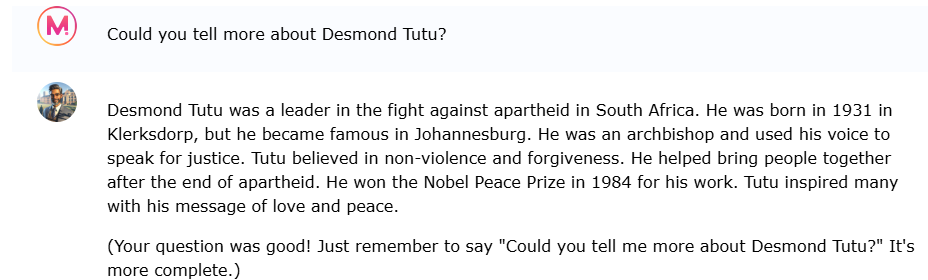 M.
Could you tell more about Desmond Tutu?
Desmond Tutu was a leader in the fight against apartheid in South Africa. He was born in 1931 in
Klerksdorp, but he became famous in Johannesburg. He was an archbishop and used his voice to
speak for justice. Tutu believed in non-violence and forgiveness. He helped bring people together
after the end of apartheid. He won the Nobel Peace Prize in 1984 for his work. Tutu inspired many
with his message of love and peace.
(Your question was good! Just remember to say "Could you tell me more about Desmond Tutu?" It's
more complete.)